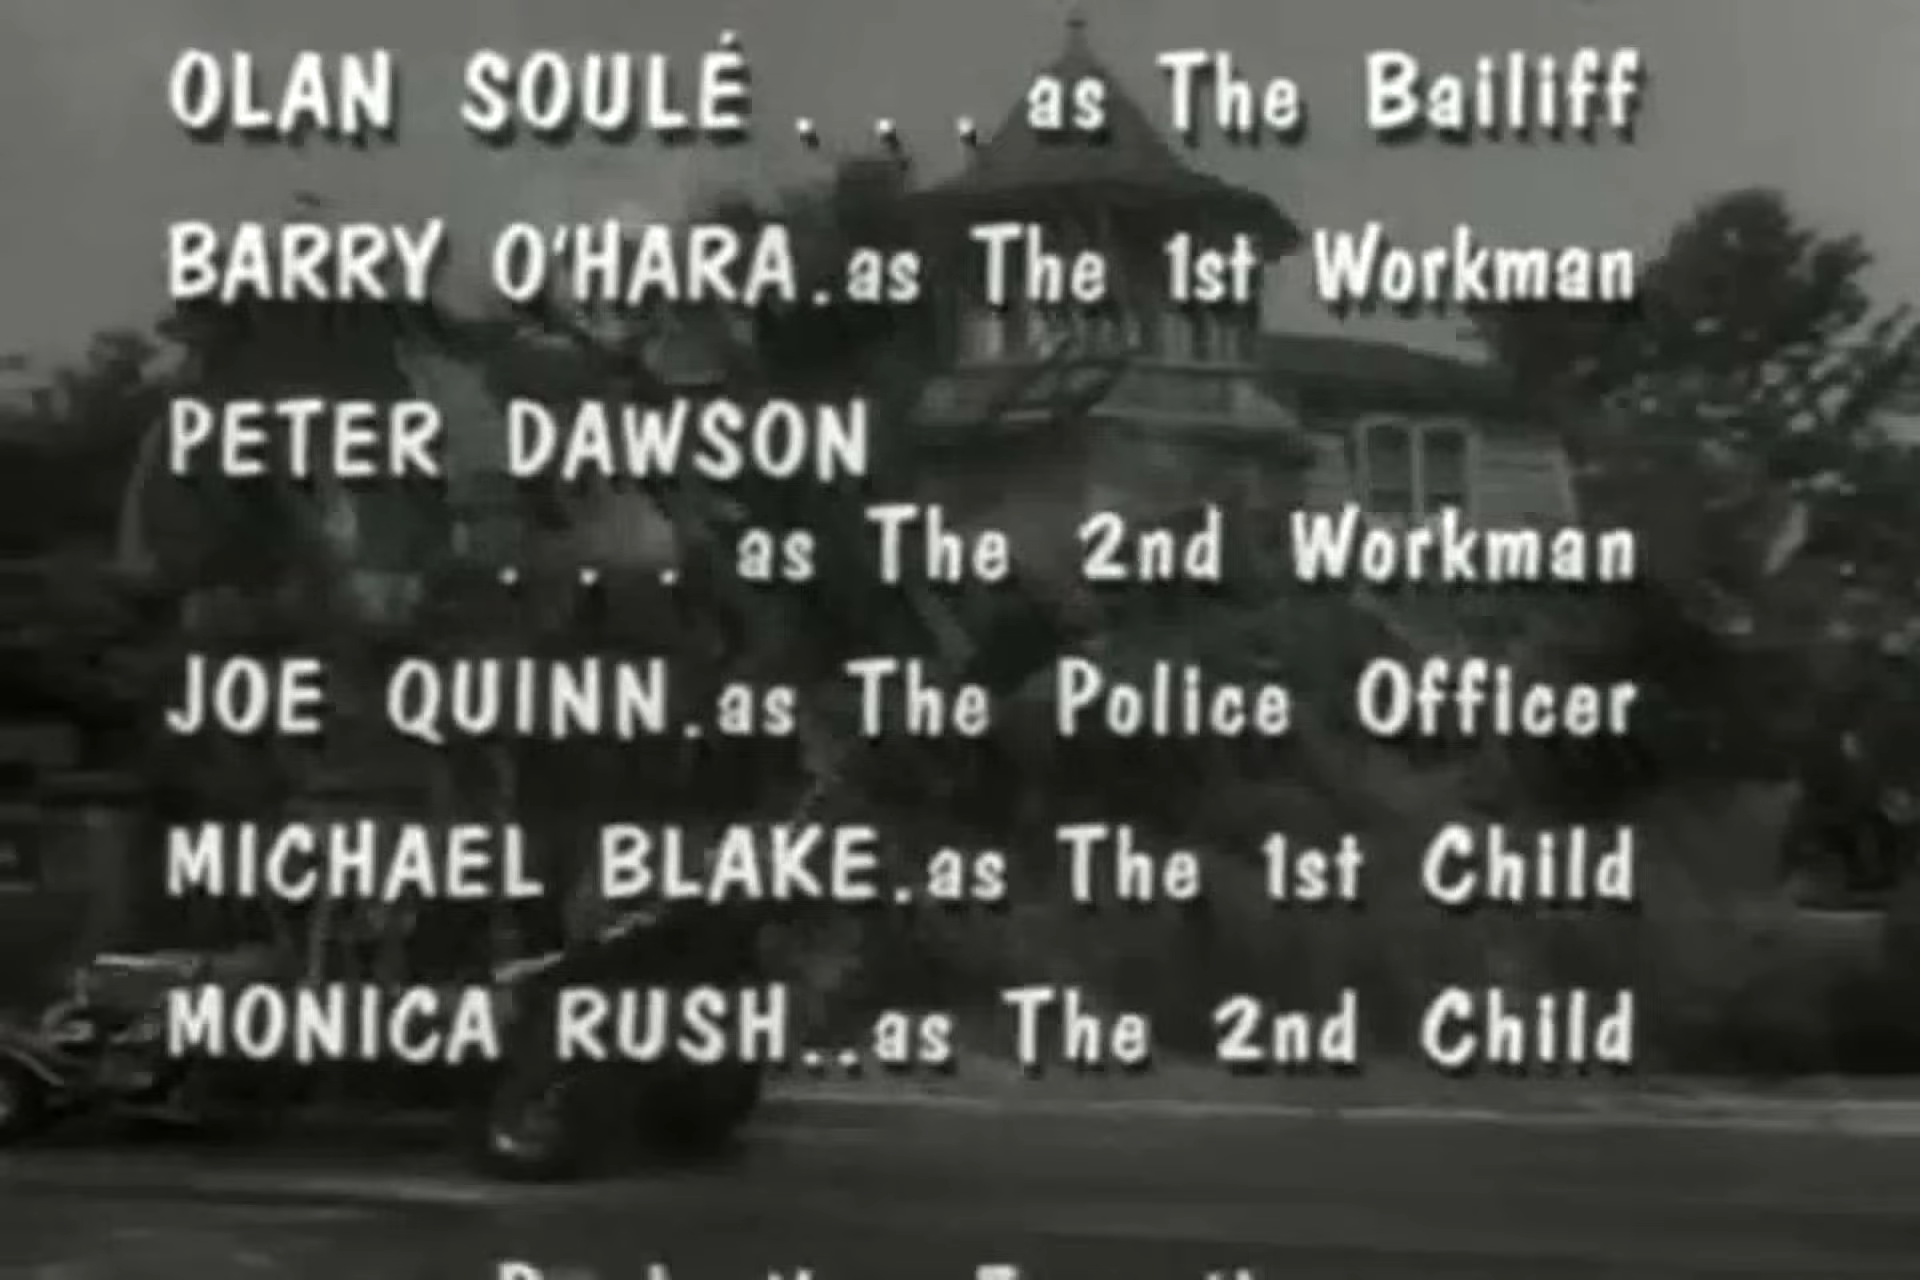 OLAN SOULÉ . . . as The Bailiff
BARRY O'HARA . as The 1st Workman
PETER DAWSON
. . . as The 2nd Workman
JOE QUINN . as The Police Officer
MICHAEL BLAKE . as The 1st Child
MONICA RUSH . . as The 2nd Child